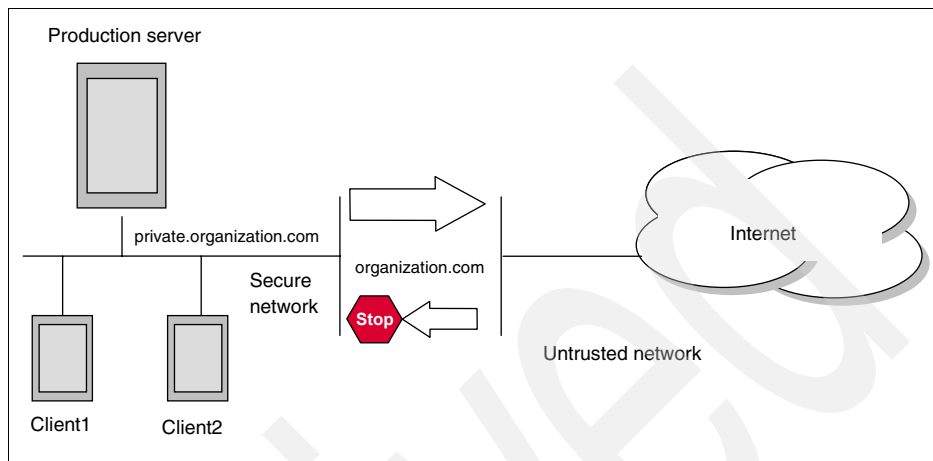 Production server
private.organization.com
Secure
network
organization.com
Stop
Internet
Untrusted network
Client1
Client2